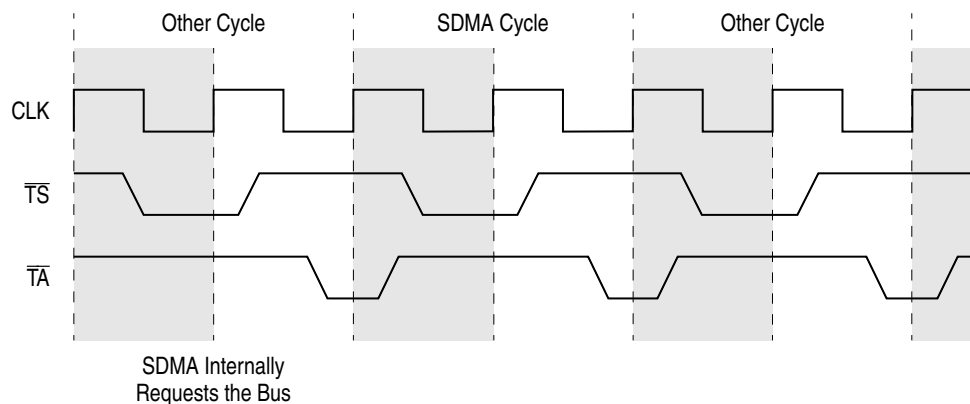 Other Cycle
SDMA Cycle
Other Cycle
CLK
TS
TA
SDMA Internally
Requests the Bus